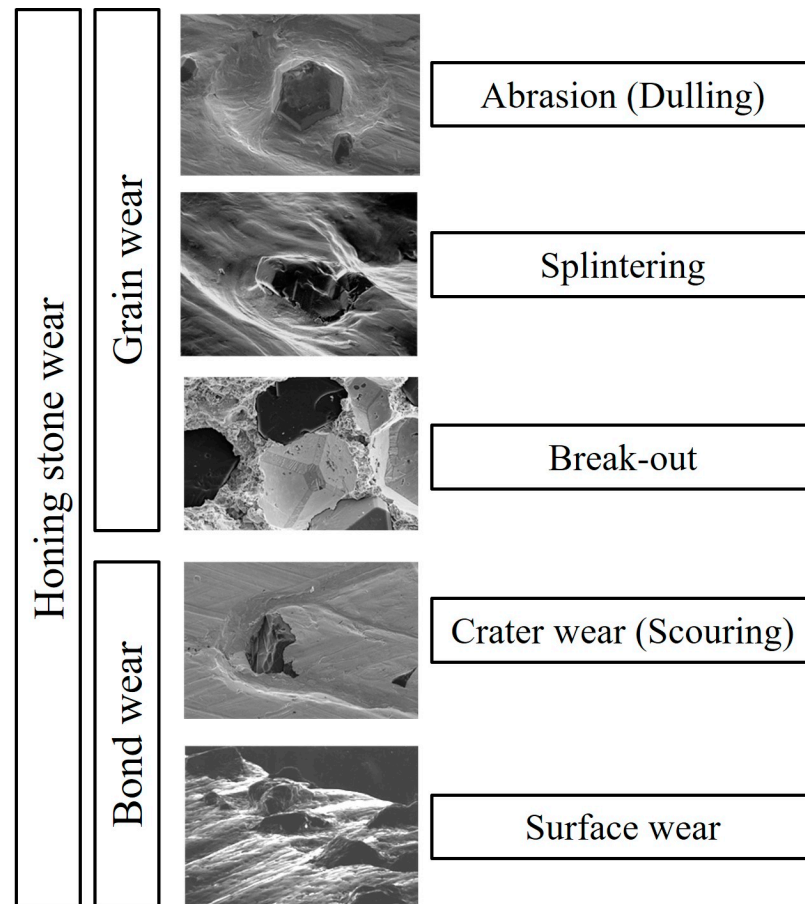 Honing stone wear
Grain wear
Abrasion (Dulling)
Splintering
Break-out
Bond wear
Crater wear (Scouring)
Surface wear